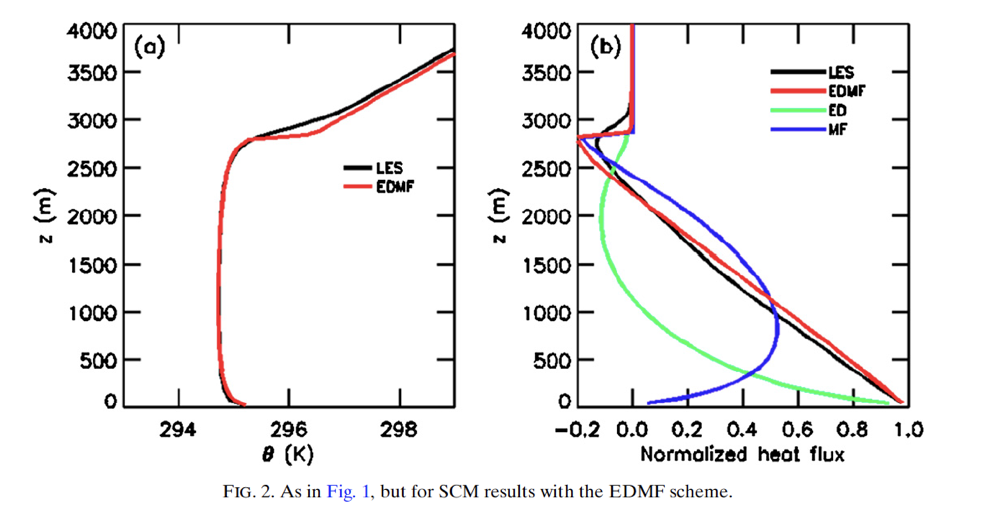 (a)
4000
3500
3000
2500
2000
1500
1000
500
0
z (m)
LES
EDMF
294
296
298
θ (K)
(b)
4000
3500
3000
2500
2000
1500
1000
500
0
z (m)
LES
EDMF
ED
MF
-0.2 0.0 0.2 0.4 0.6 0.8 1.0
Normalized heat flux
FIG. 2. As in Fig. 1, but for SCM results with the EDMF scheme.